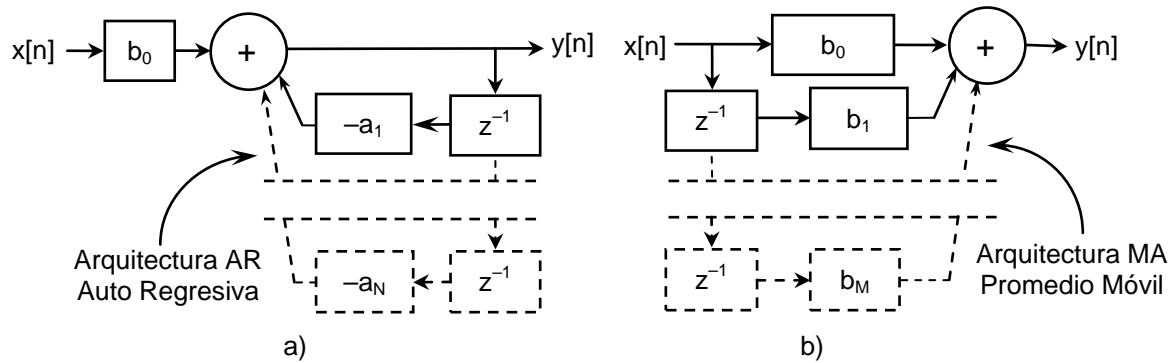 x[n]
b0
+
y[n]
–a1
z–1
Arquitectura AR
Auto Regresiva
–aN
z–1
a)
x[n]
b0
+
y[n]
z–1
b1
z–1
bM
Arquitectura MA
Promedio Móvil
b)